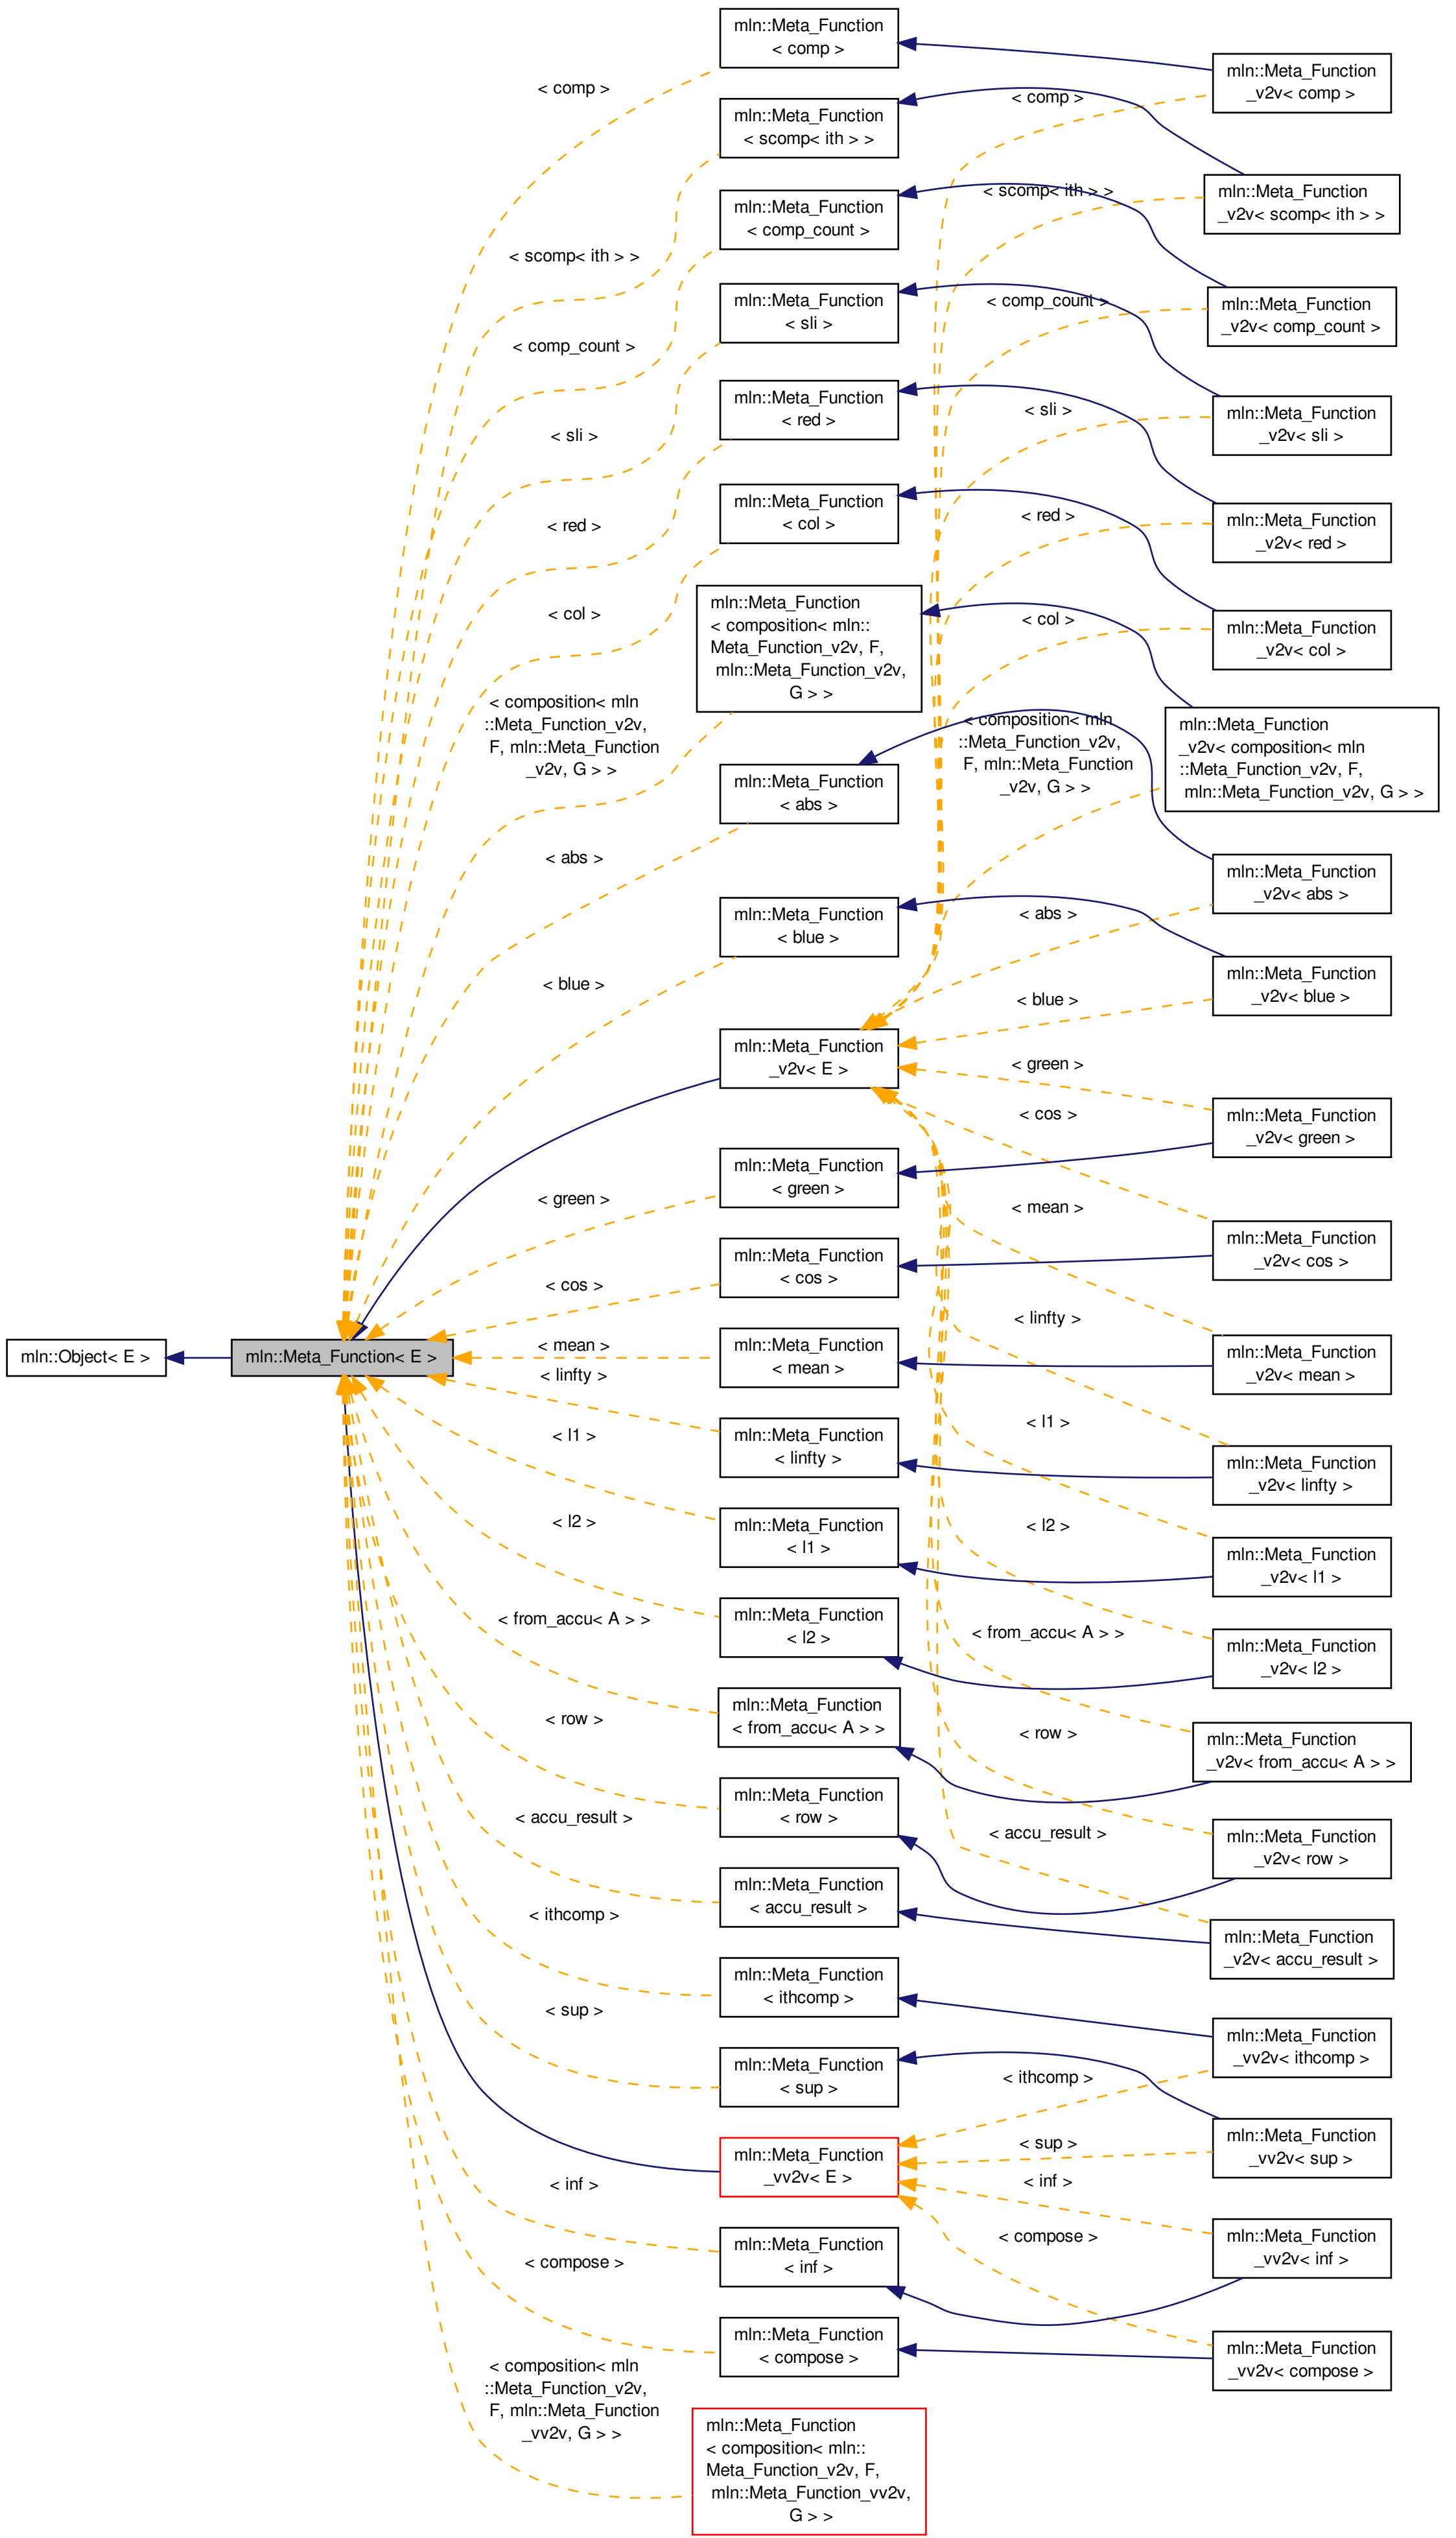 mln::Object< E >
mln::Meta_Function< E >
< comp >
< scomp< ith > >
< comp_count >
< sli >
< red >
< col >
< composition< mln
::Meta_Function_v2v,
F, mln::Meta_Function
_v2v, G > >
< abs >
< blue >
< green >
< cos >
< mean >
< linfty >
< l1 >
< l2 >
< from_accu< A > >
< row >
< accu_result >
< ithcomp >
< sup >
< inf >
< compose >
< composition< mln
::Meta_Function_v2v,
F, mln::Meta_Function
_vv2v, G > >
mln::Meta_Function
< comp >
mln::Meta_Function
< scomp< ith > >
mln::Meta_Function
< comp_count >
mln::Meta_Function
< sli >
mln::Meta_Function
< red >
mln::Meta_Function
< col >
mln::Meta_Function
< composition< mln::
Meta_Function_v2v, F,
mln::Meta_Function_v2v,
G > >
mln::Meta_Function
< abs >
mln::Meta_Function
< blue >
mln::Meta_Function
_v2v< E >
mln::Meta_Function
< green >
mln::Meta_Function
< cos >
mln::Meta_Function
< mean >
mln::Meta_Function
< linfty >
mln::Meta_Function
< l1 >
mln::Meta_Function
< l2 >
mln::Meta_Function
< from_accu< A > >
mln::Meta_Function
< row >
mln::Meta_Function
< accu_result >
mln::Meta_Function
< ithcomp >
mln::Meta_Function
< sup >
mln::Meta_Function
_vv2v< E >
mln::Meta_Function
< inf >
mln::Meta_Function
< compose >
mln::Meta_Function
< composition< mln::
Meta_Function_v2v, F,
mln::Meta_Function_vv2v,
G > >
< comp >
< scomp< ith > >
< comp_count >
< sli >
< red >
< col >
< composition< mln
::Meta_Function_v2v,
F, mln::Meta_Function
_v2v, G > >
< abs >
< blue >
< green >
< cos >
< mean >
< linfty >
< l1 >
< l2 >
< from_accu< A > >
< row >
< accu_result >
< ithcomp >
< sup >
< inf >
< compose >
mln::Meta_Function
_v2v< comp >
mln::Meta_Function
_v2v< scomp< ith > >
mln::Meta_Function
_v2v< comp_count >
mln::Meta_Function
_v2v< sli >
mln::Meta_Function
_v2v< red >
mln::Meta_Function
_v2v< col >
mln::Meta_Function
_v2v< composition< mln
::Meta_Function_v2v, F,
mln::Meta_Function_v2v, G > >
mln::Meta_Function
_v2v< abs >
mln::Meta_Function
_v2v< blue >
mln::Meta_Function
_v2v< green >
mln::Meta_Function
_v2v< cos >
mln::Meta_Function
_v2v< mean >
mln::Meta_Function
_v2v< linfty >
mln::Meta_Function
_v2v< l1 >
mln::Meta_Function
_v2v< l2 >
mln::Meta_Function
_v2v< from_accu< A > >
mln::Meta_Function
_v2v< row >
mln::Meta_Function
_v2v< accu_result >
mln::Meta_Function
_vv2v< ithcomp >
mln::Meta_Function
_vv2v< sup >
mln::Meta_Function
_vv2v< inf >
mln::Meta_Function
_vv2v< compose >